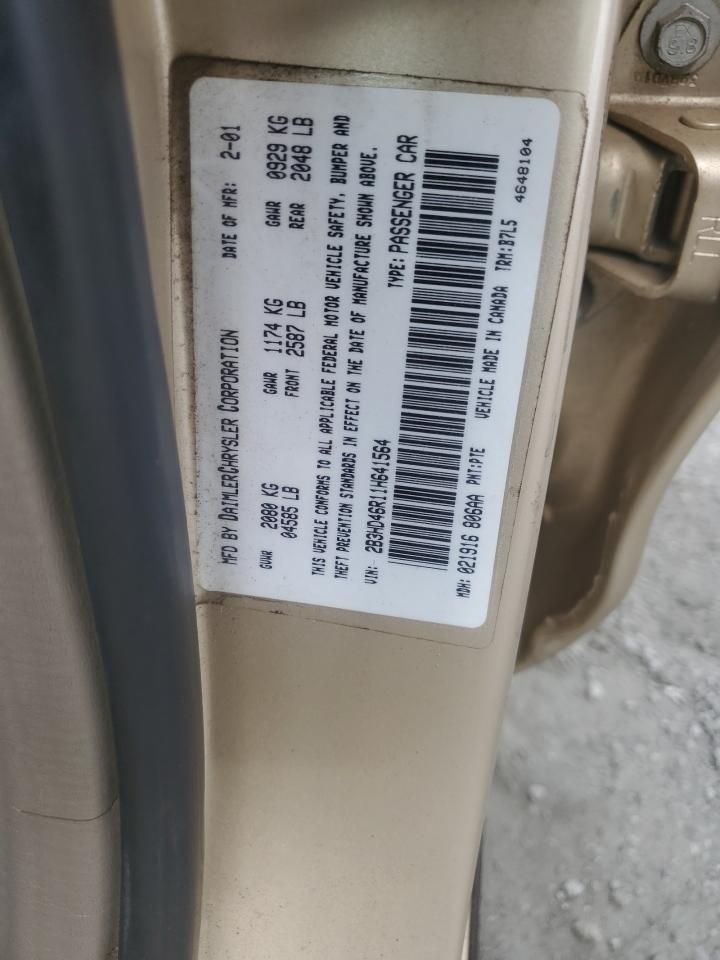 MFD BY DAIMLERCHRYSLER CORPORATION DATE OF MFR: 2-01
GVWR 2080 KG 04585 LB GAWR FRONT 1174 KG 2587 LB GAWR REAR 0929 KG 2048 LB
THIS VEHICLE CONFORMS TO ALL APPLICABLE FEDERAL MOTOR VEHICLE SAFETY, BUMPER AND
THEFT PREVENTION STANDARDS IN EFFECT ON THE DATE OF MANUFACTURE SHOWN ABOVE.
VIN: 2B3HD46R11H641564 TYPE: PASSENGER CAR
MDH: 021916 806AA PNT:PTE VEHICLE MADE IN CANADA TRM:B7L5
4648104